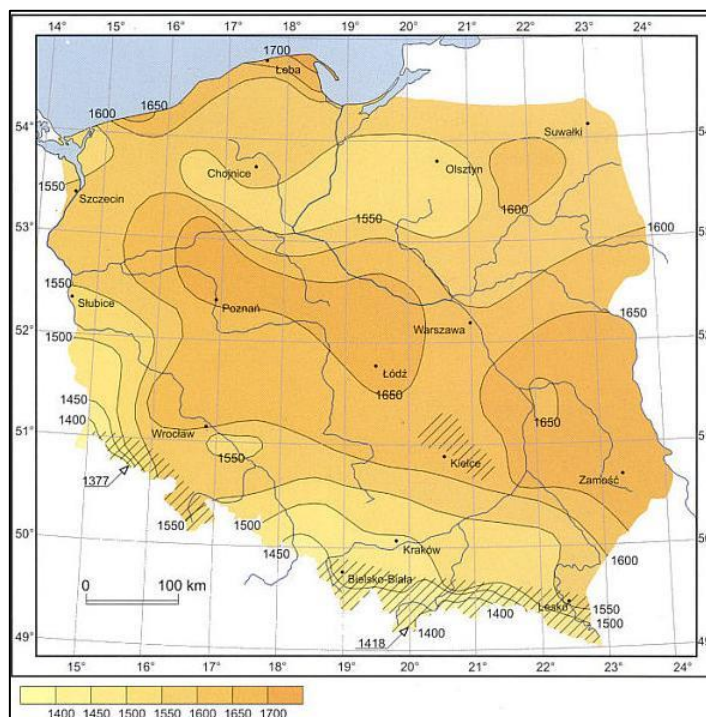 14° 15° 16° 17° 18° 19° 20° 21° 22° 23° 24°
1700
Łeba
1600
1650
54°
Suwałki
54
Chojnice
Olsztyn
1550
Szczecin
1600
53°
1550
1600
1550
Słubice
Poznań
1650
52°
Warszawa
1500
Łódź
1650
1450
1400
1650
51°
Wrocław
1550
Kielce
1377
Zamość
1550
1500
50°
1450
Kraków
1600
0 100 km
Bielsko-Biała
1400
Lesko
1550
1500
49°
1418
1400
15° 16° 17° 18° 19° 20° 21° 22° 23° 24°
1400 1450 1500 1550 1600 1650 1700